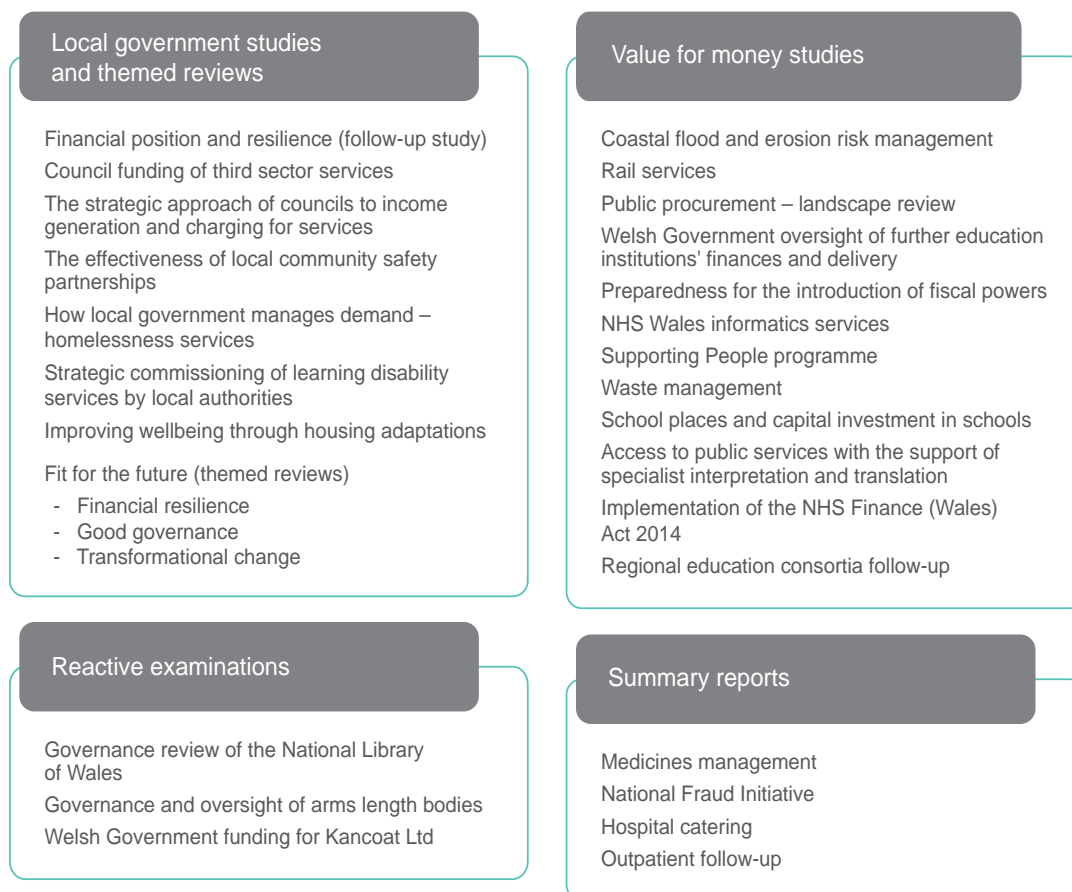 Local government studies
and themed reviews
Financial position and resilience (follow-up study)
Council funding of third sector services
The strategic approach of councils to income
generation and charging for services
The effectiveness of local community safety
partnerships
How local government manages demand –
homelessness services
Strategic commissioning of learning disability
services by local authorities
Improving wellbeing through housing adaptations
Fit for the future (themed reviews)
- Financial resilience
- Good governance
- Transformational change
Value for money studies
Coastal flood and erosion risk management
Rail services
Public procurement – landscape review
Welsh Government oversight of further education
institutions' finances and delivery
Preparedness for the introduction of fiscal powers
NHS Wales informatics services
Supporting People programme
Waste management
School places and capital investment in schools
Access to public services with the support of
specialist interpretation and translation
Implementation of the NHS Finance (Wales)
Act 2014
Regional education consortia follow-up
Reactive examinations
Governance review of the National Library
of Wales
Governance and oversight of arms length bodies
Welsh Government funding for Kancoat Ltd
Summary reports
Medicines management
National Fraud Initiative
Hospital catering
Outpatient follow-up